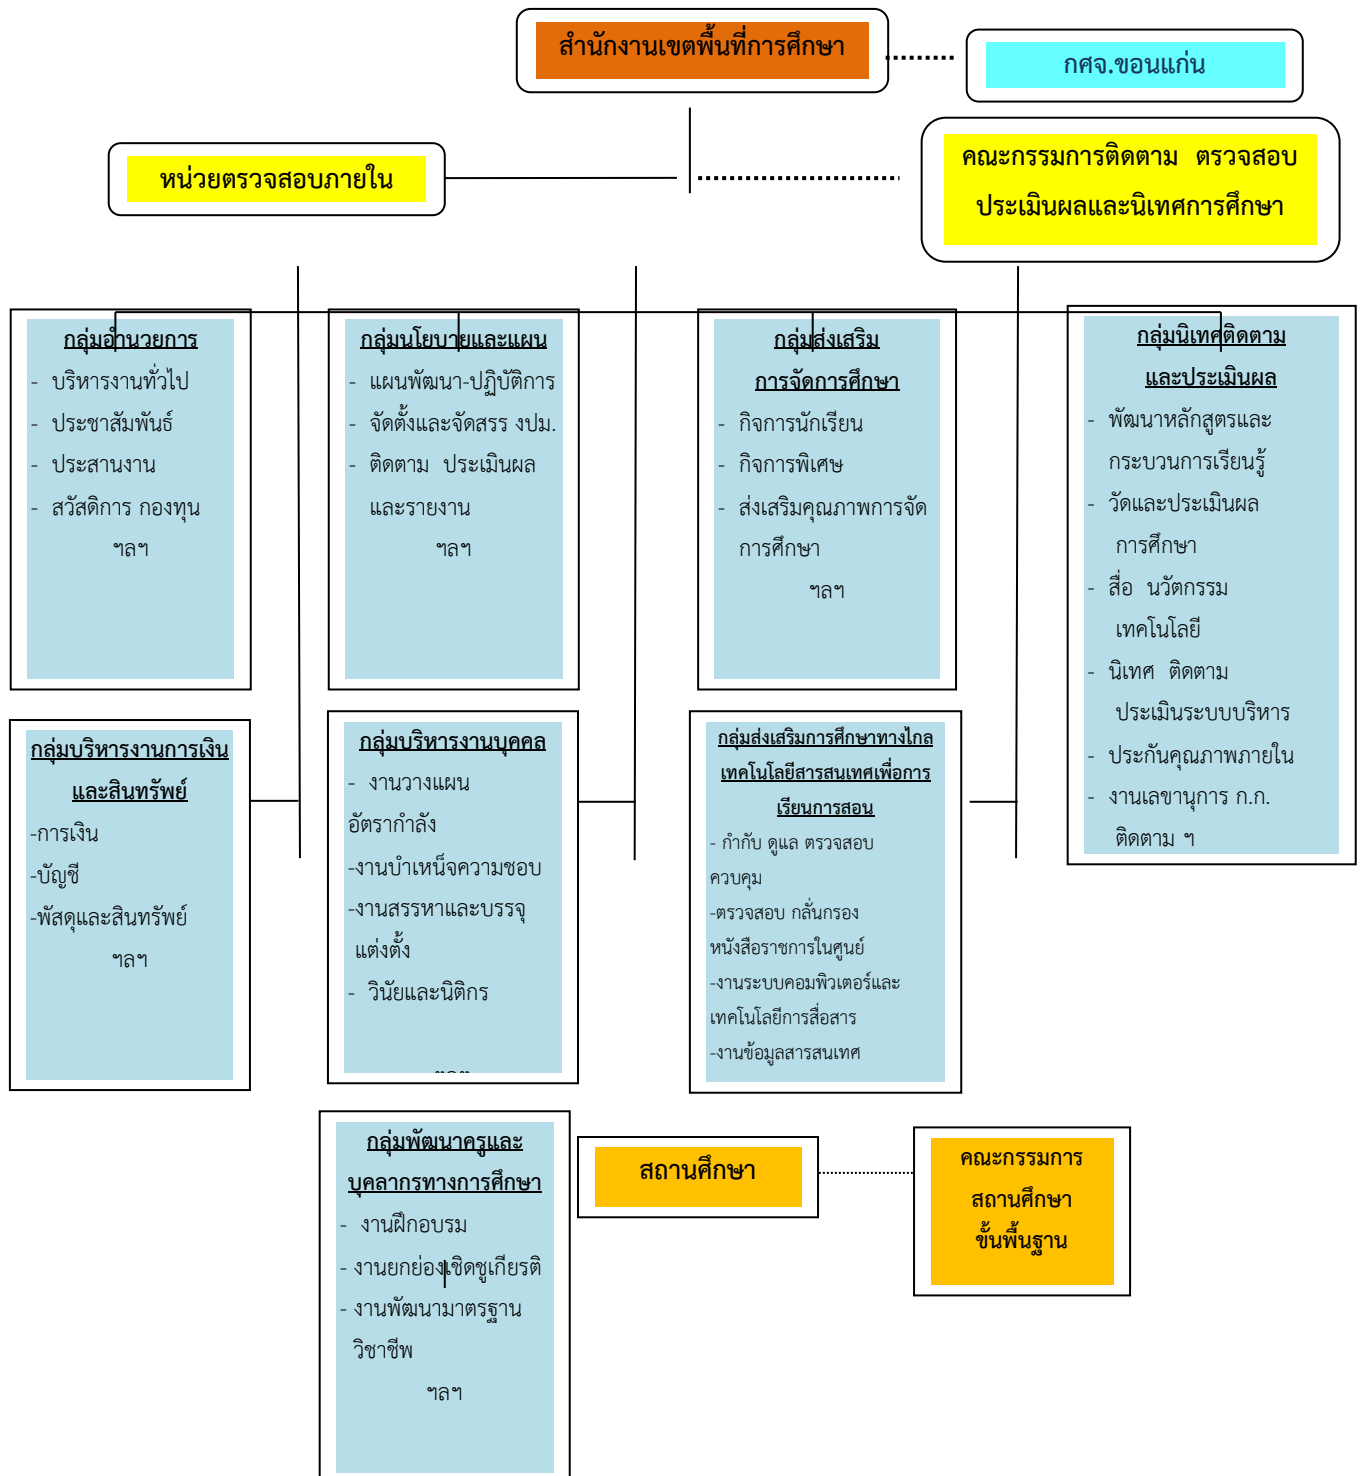 สำนักงานเขตพื้นที่การศึกษา
กศจ.ขอนแก่น
หน่วยตรวจสอบภายใน
คณะกรรมการติดตาม ตรวจสอบ
ประเมินผลและนิเทศการศึกษา
กลุ่มอำนวยการ
- บริหารงานทั่วไป
- ประชาสัมพันธ์
- ประสานงาน
- สวัสดิการ กองทุน
ฯลฯ
กลุ่มนโยบายและแผน
- แผนพัฒนา-ปฏิบัติการ
- จัดตั้งและจัดสรร งปม.
- ติดตาม ประเมินผล
และรายงาน
ฯลฯ
กลุ่มส่งเสริม
การจัดการศึกษา
- กิจการนักเรียน
- กิจการพิเศษ
- ส่งเสริมคุณภาพการจัด
การศึกษา
ฯลฯ
กลุ่มนิเทศติดตาม
และประเมินผล
- พัฒนาหลักสูตรและ
กระบวนการเรียนรู้
- วัดและประเมินผล
การศึกษา
- สื่อ นวัตกรรม
เทคโนโลยี
- นิเทศ ติดตาม
ประเมินระบบบริหาร
- ประกันคุณภาพภายใน
- งานเลขานุการ ก.ก.
ติดตาม ฯ
กลุ่มบริหารงานการเงิน
และสินทรัพย์
-การเงิน
-บัญชี
-พัสดุและสินทรัพย์
ฯลฯ
กลุ่มบริหารงานบุคคล
- งานวางแผน
อัตรากำลัง
-งานบำเหน็จความชอบ
-งานสรรหาและบรรจุ
แต่งตั้ง
- วินัยและนิติกร
กลุ่มส่งเสริมการศึกษาทางไกล
เทคโนโลยีสารสนเทศเพื่อการ
เรียนการสอน
- กำกับ ดูแล ตรวจสอบ
ควบคุม
-ตรวจสอบ กลั่นกรอง
หนังสือราชการในศูนย์
-งานระบบคอมพิวเตอร์และ
เทคโนโลยีการสื่อสาร
-งานข้อมูลสารสนเทศ
กลุ่มพัฒนาครูและ
บุคลากรทางการศึกษา
- งานฝึกอบรม
- งานยกย่องเชิดชูเกียรติ
- งานพัฒนามาตรฐาน
วิชาชีพ
ฯลฯ
สถานศึกษา
คณะกรรมการ
สถานศึกษา
ขั้นพื้นฐาน